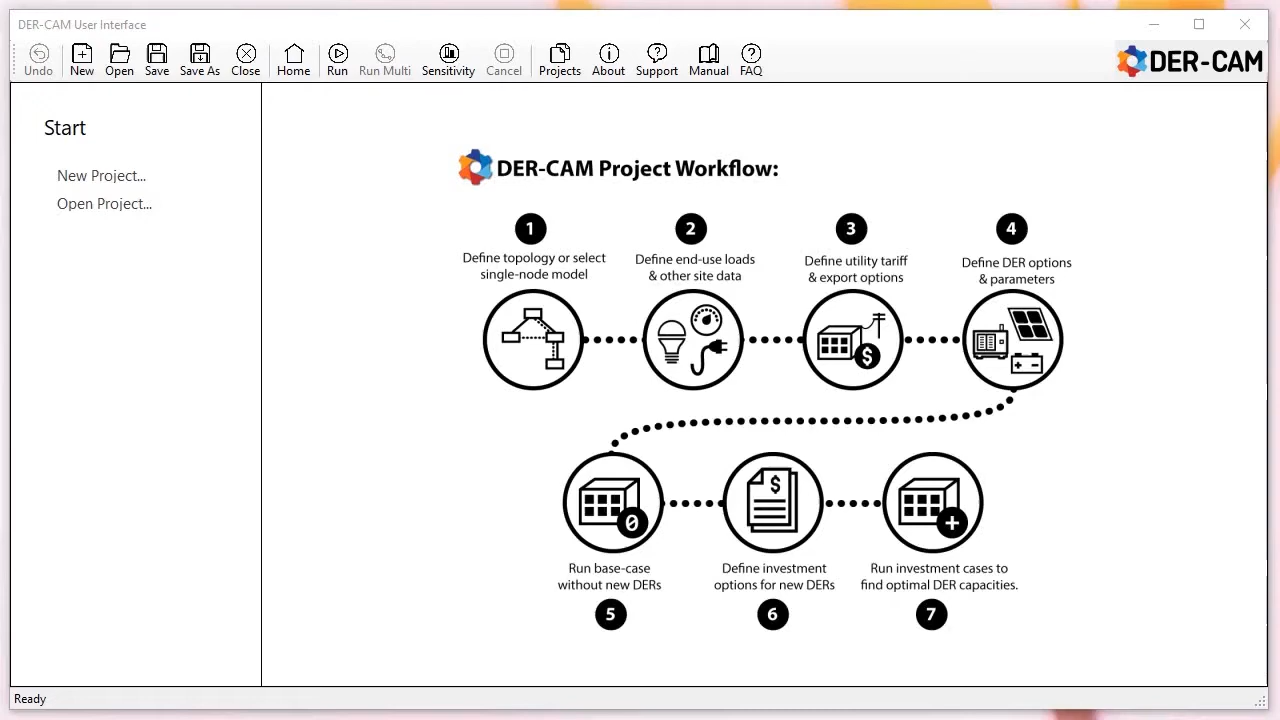 DER-CAM User Interface
Undo New Open Save Save As Close Home Run Run Multi Sensitivity Cancel Projects About Support Manual FAQ
DER-CAM
Start
New Project...
Open Project...
DER-CAM Project Workflow:
1
Define topology or select
single-node model
2
Define end-use loads
& other site data
3
Define utility tariff
& export options
4
Define DER options
& parameters
$
0
$
Run base-case
without new DERs
5
Define investment
options for new DERs
6
Run investment cases to
find optimal DER capacities.
7
Ready